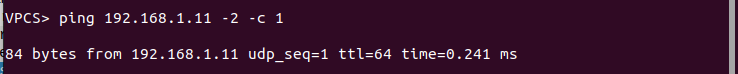 VPCS> ping 192.168.1.11 -2 -c 1
84 bytes from 192.168.1.11 udp_seq=1 ttl=64 time=0.241 ms